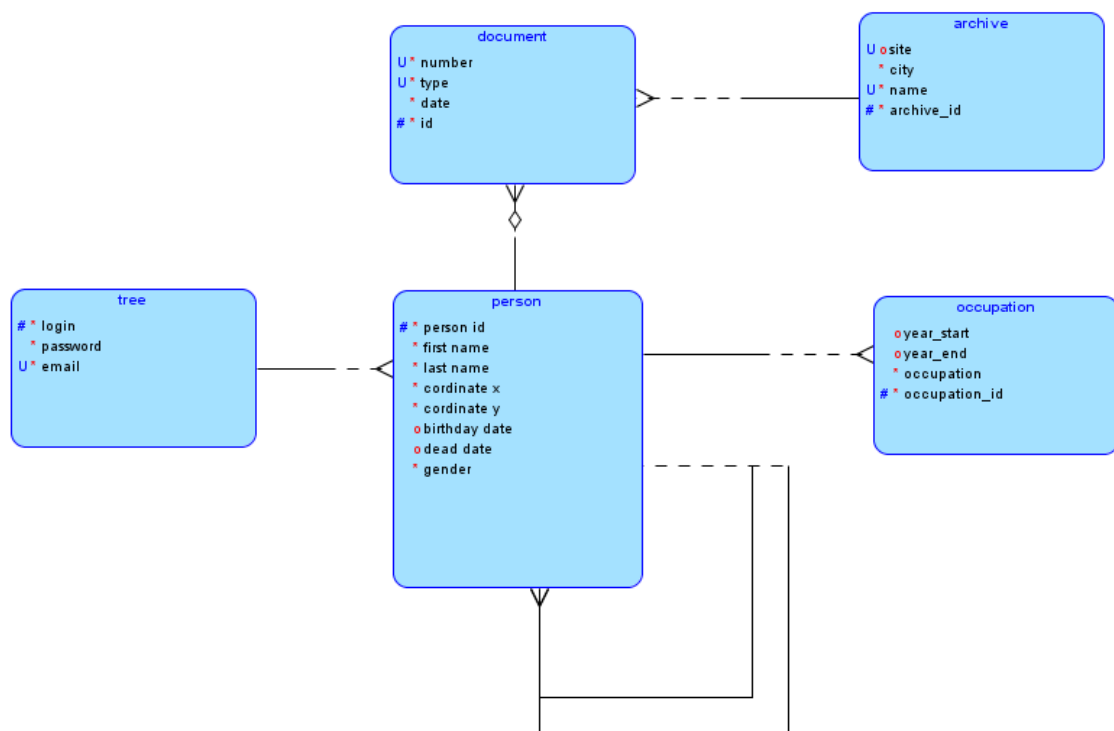 document
U * number
U * type
* date
# * id
archive
U o site
* city
U * name
# * archive_id
tree
# * login
* password
U * email
person
# * person id
* first name
* last name
* cordinate x
* cordinate y
o birthday date
o dead date
* gender
occupation
o year_start
o year_end
* occupation
# * occupation_id